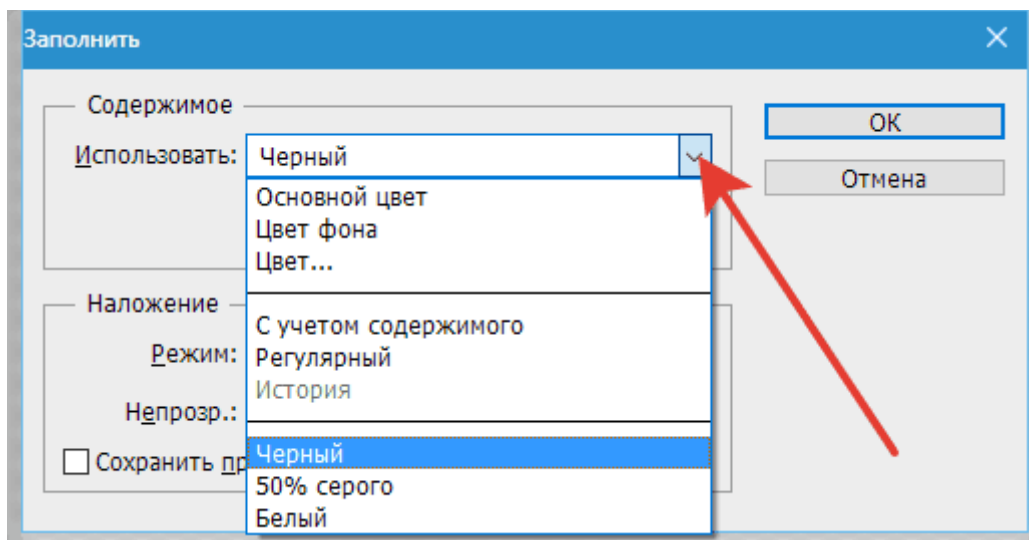 Заполнить
Содержимое
Использовать: Черный
OK
Отмена
Основной цвет
Цвет фона
Цвет...
Наложение
С учетом содержимого
Режим:
Регулярный
История
Непрозр.:
Черный
Сохранить
50% серого
Белый